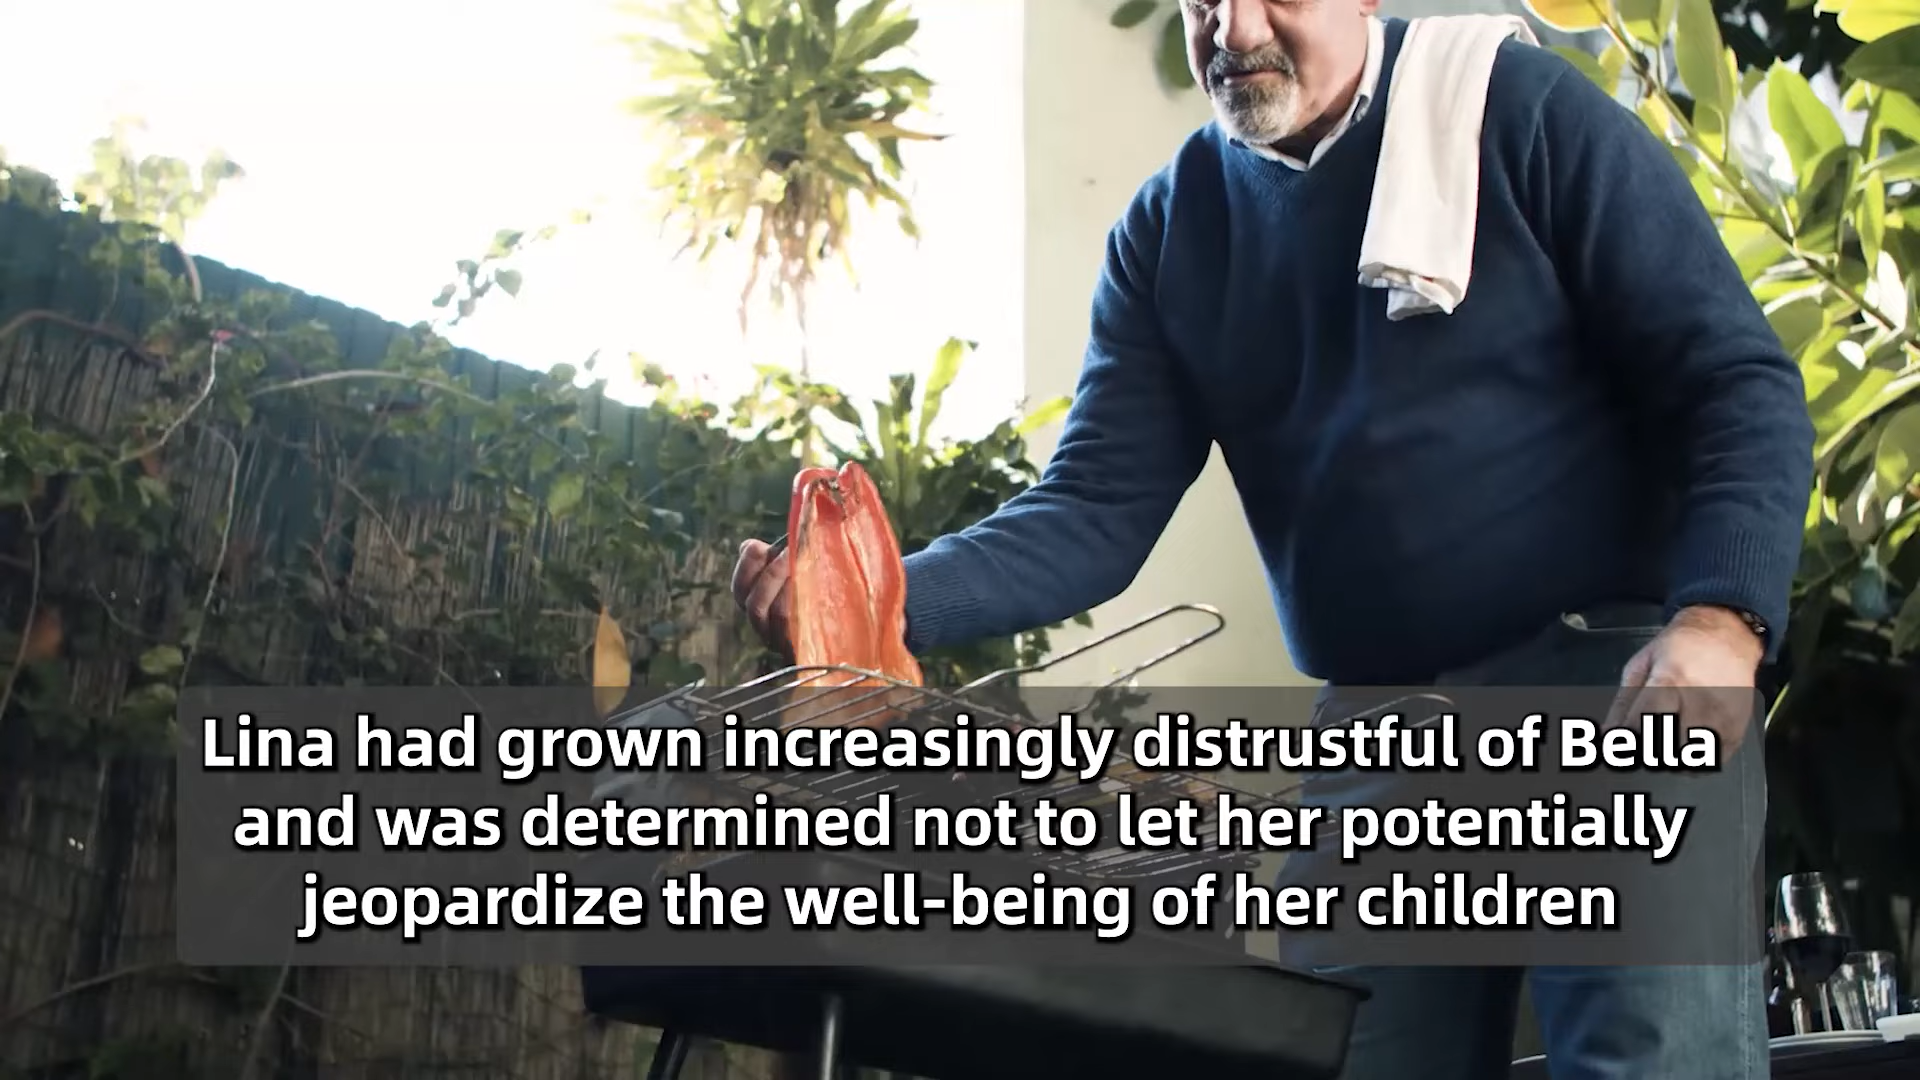 Lina had grown increasingly distrustful of Bella
and was determined not to let her potentially
jeopardize the well-being of her children